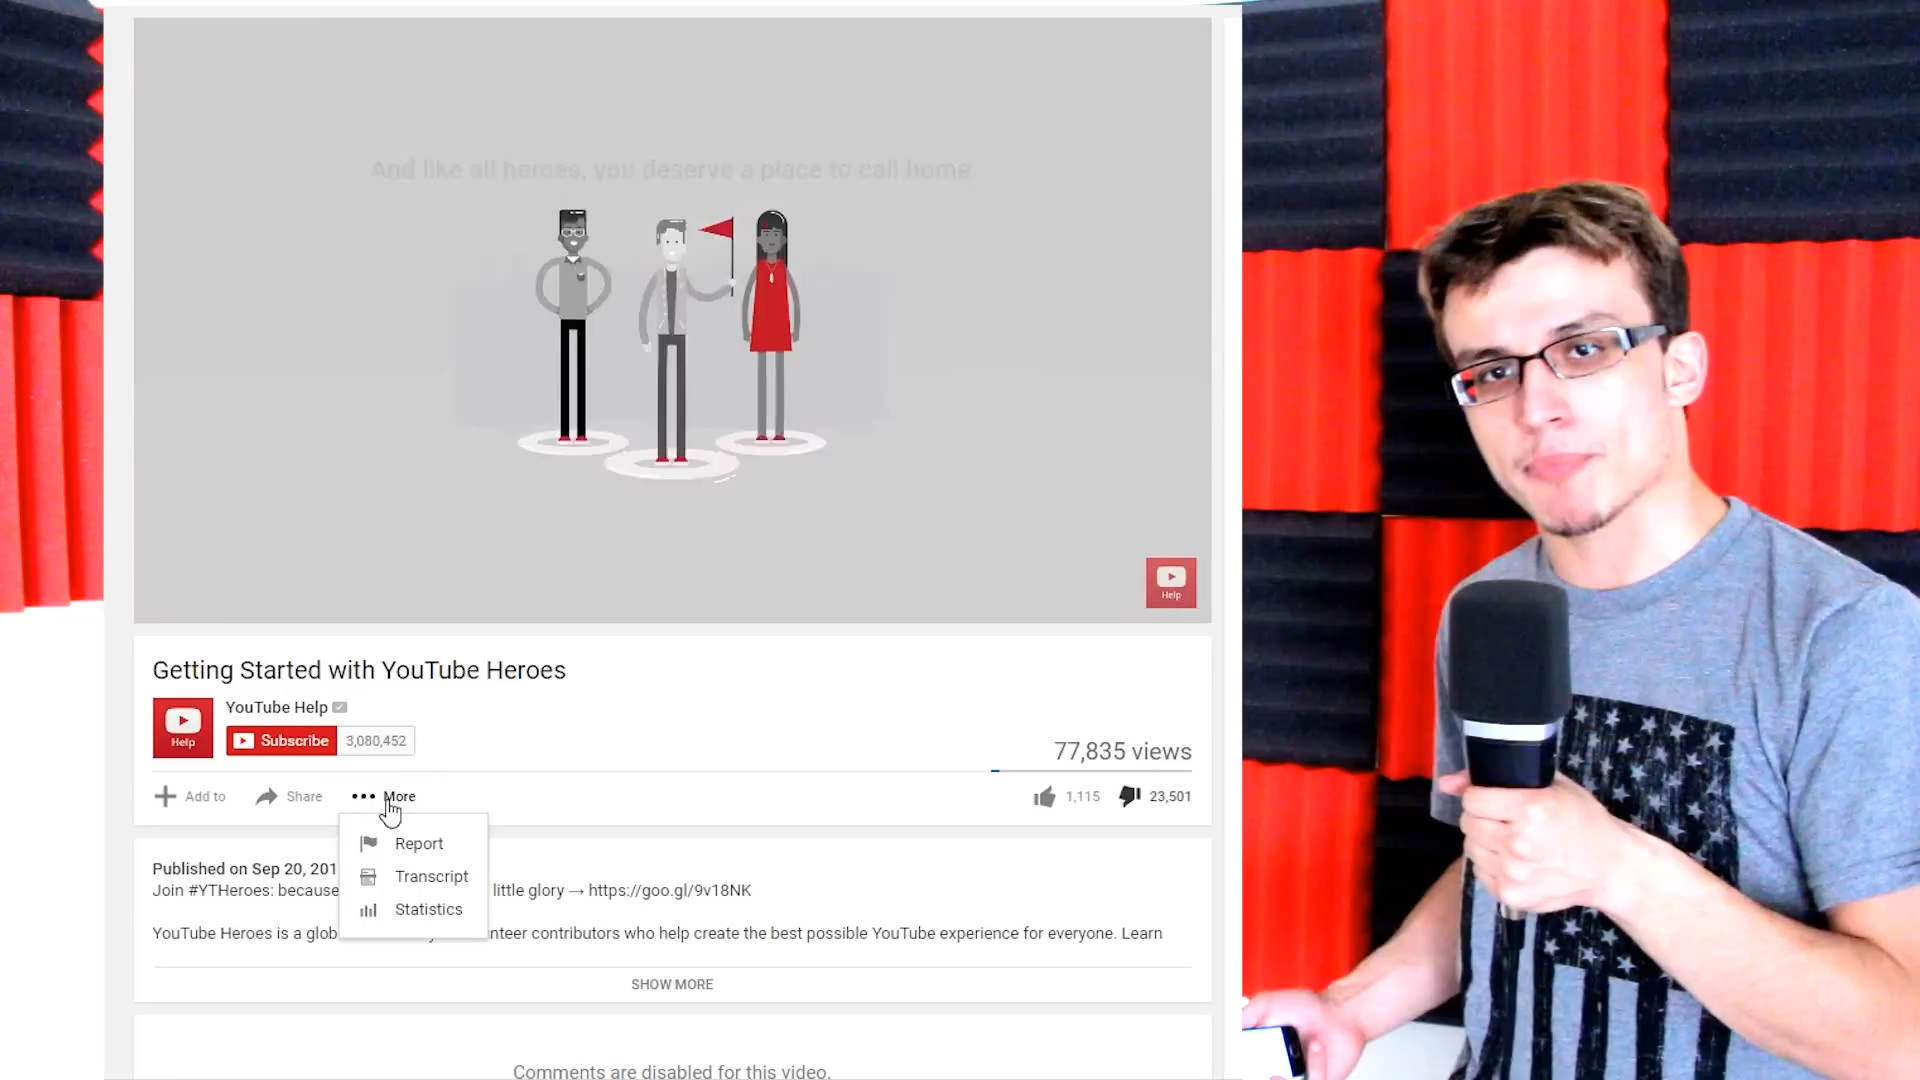 And like all heroes, you deserve a place to call home
Help
Getting Started with YouTube Heroes
Help
YouTube Help
Subscribe 3,080,452
77,835 views
Add to Share More
1,115 23,501
Report
Transcript
Statistics
Published on Sep 20, 201
Join #YTHeroes: because little glory → https://goo.gl/9v18NK
YouTube Heroes is a glob y nteer contributors who help create the best possible YouTube experience for everyone. Learn
SHOW MORE
Comments are disabled for this video.